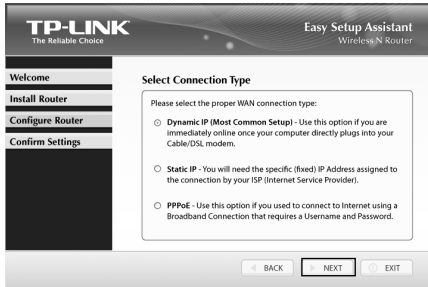 TP-LINK
The Reliable Choice
Easy Setup Assistant
Wireless N Router
Welcome
Install Router
Configure Router
Confirm Settings
Select Connection Type
Please select the proper WAN connection type:
Dynamic IP (Most Common Setup) - Use this option if you are
immediately online once your computer directly plugs into your
Cable/DSL modem.
Static IP - You will need the specific (fixed) IP Address assigned to
the connection by your ISP (Internet Service Provider).
PPPoE - Use this option if you used to connect to Internet using a
Broadband Connection that requires a Username and Password.
BACK
NEXT
EXIT